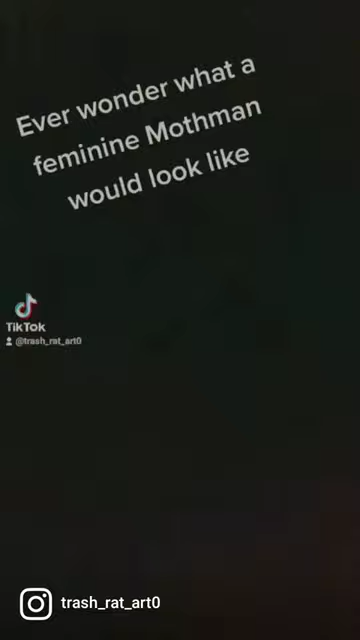 Ever wonder what a
feminine Mothman
would look like
TikTok
@trash_rat_art0
trash_rat_art0